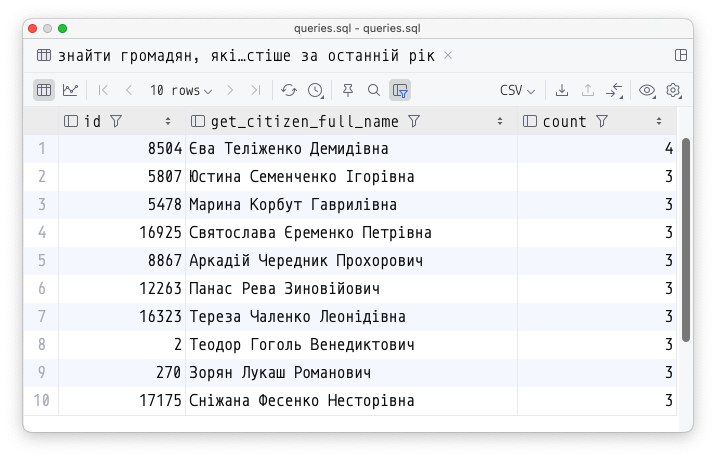 queries.sql - queries.sql
знайти громадян, які…стіше за останній рік ×
10 rows CSV
id get_citizen_full_name count
1 8504 Єва Теліженко Демидівна 4
2 5807 Юстина Семенченко Ігорівна 3
3 5478 Марина Корбут Гаврилівна 3
4 16925 Святослава Єременко Петрівна 3
5 8867 Аркадій Чередник Прохорович 3
6 12263 Панас Рева Зиновійович 3
7 16323 Тереза Чаленко Леонідівна 3
8 2 Теодор Гоголь Венедиктович 3
9 270 Зорян Лукаш Романович 3
10 17175 Сніжана Фесенко Несторівна 3